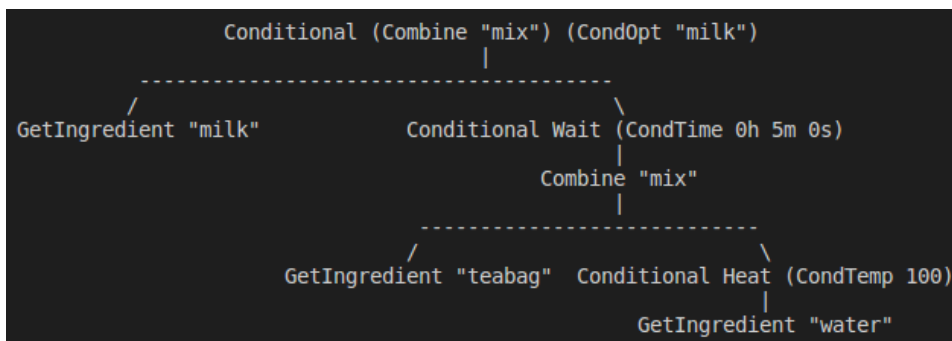 Conditional (Combine "mix") (CondOpt "milk")
|
---------------------------------------
/ \
GetIngredient "milk" Conditional Wait (CondTime 0h 5m 0s)
|
Combine "mix"
|
----------------------------
/ \
GetIngredient "teabag" Conditional Heat (CondTemp 100)
|
GetIngredient "water"